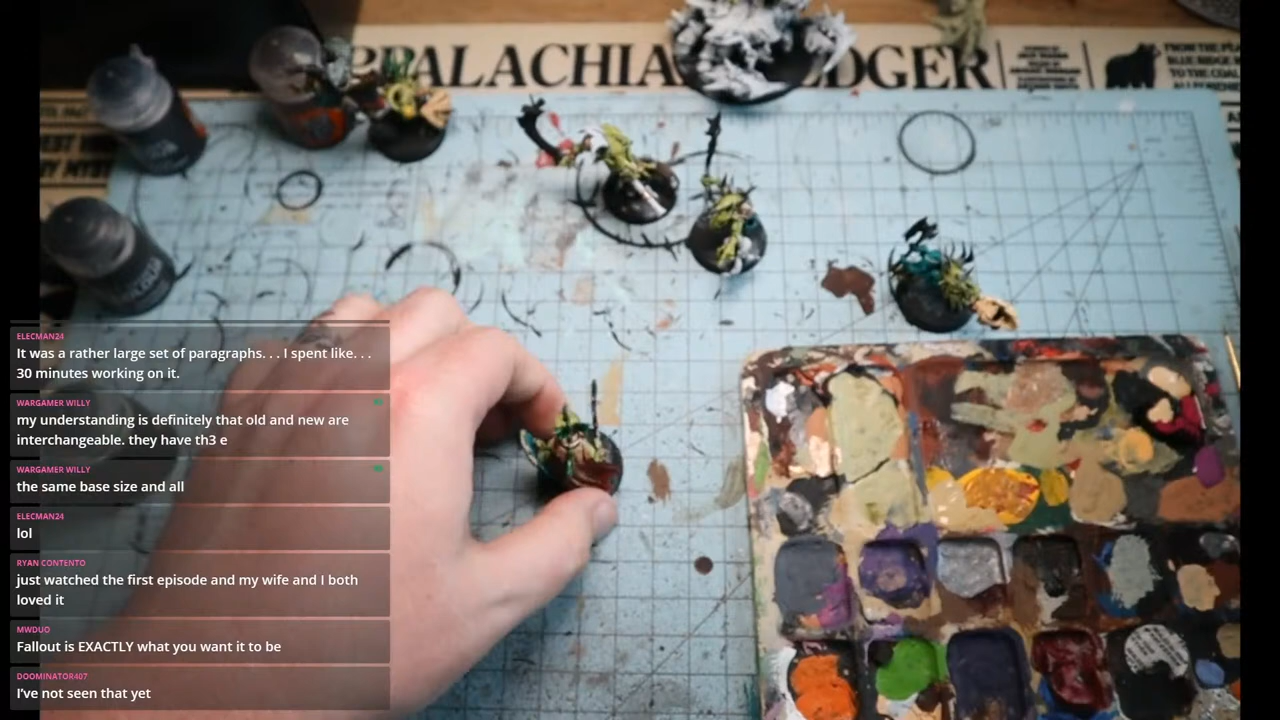 PPALACHIA
DGER
ELECMAN24
It was a rather large set of paragraphs. . . I spent like. . .
30 minutes working on it.
WARGAMER WILLY
my understanding is definitely that old and new are
interchangeable. they have th3 e
WARGAMER WILLY
the same base size and all
ELECMAN24
lol
RYAN CONTENTO
just watched the first episode and my wife and I both
loved it
MWDUO
Fallout is EXACTLY what you want it to be
DOOMINATOR407
I've not seen that yet